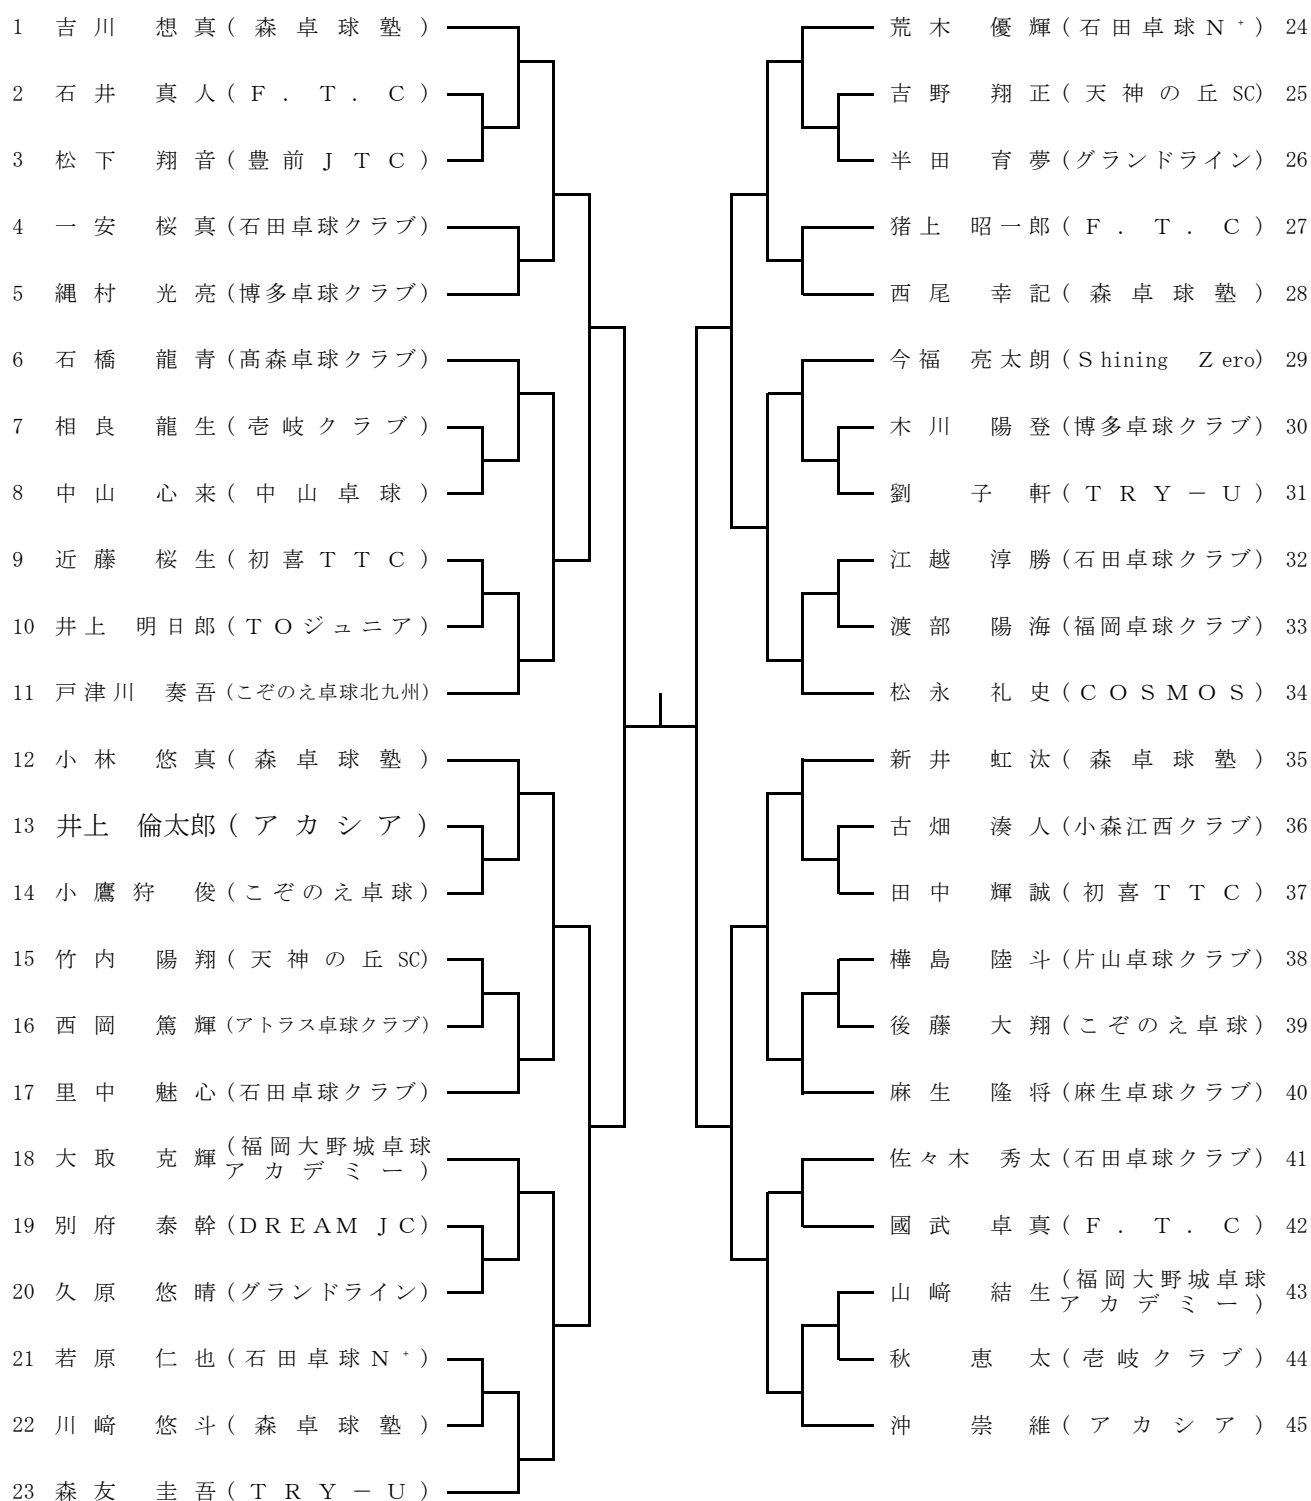 1 吉川 想真 (森卓球塾)
2 石井 真人 (F.T.C)
3 松下 翔音 (豊前JTC)
4 一安 桜真 (石田卓球クラブ)
5 縄村 光亮 (博多卓球クラブ)
6 石橋 龍青 (髙森卓球クラブ)
7 相良 龍生 (壱岐クラブ)
8 中山 心来 (中山卓球)
9 近藤 桜生 (初喜TTC)
10 井上 明日郎 (TOジュニア)
11 戸津川 奏吾 (こぞのえ卓球北九州)
12 小林 悠真 (森卓球塾)
13 井上 倫太郎 (アカシア)
14 小鷹狩 俊 (こぞのえ卓球)
15 竹内 陽翔 (天神の丘SC)
16 西岡 篤輝 (アトラス卓球クラブ)
17 里中 魅心 (石田卓球クラブ)
18 大取 克輝 (福岡大野城卓球
アカデミー)
19 別府 泰幹 (DREAM JC)
20 久原 悠晴 (グランドライン)
21 若原 仁也 (石田卓球N⁺)
22 川﨑 悠斗 (森卓球塾)
23 森友 圭吾 (TRY－U)
荒木 優輝 (石田卓球N⁺) 24
吉野 翔正 (天神の丘SC) 25
半田 育夢 (グランドライン) 26
猪上 昭一郎 (F.T.C) 27
西尾 幸記 (森卓球塾) 28
今福 亮太朗 (Shining Zero) 29
木川 陽登 (博多卓球クラブ) 30
劉 子軒 (TRY－U) 31
江越 淳勝 (石田卓球クラブ) 32
渡部 陽海 (福岡卓球クラブ) 33
松永 礼史 (COSMOS) 34
新井 虹汰 (森卓球塾) 35
古畑 湊人 (小森江西クラブ) 36
田中 輝誠 (初喜TTC) 37
樺島 陸斗 (片山卓球クラブ) 38
後藤 大翔 (こぞのえ卓球) 39
麻生 隆将 (麻生卓球クラブ) 40
佐々木 秀太 (石田卓球クラブ) 41
國武 卓真 (F.T.C) 42
山﨑 結生 (福岡大野城卓球
アカデミー) 43
秋 恵太 (壱岐クラブ) 44
沖 崇維 (アカシア) 45